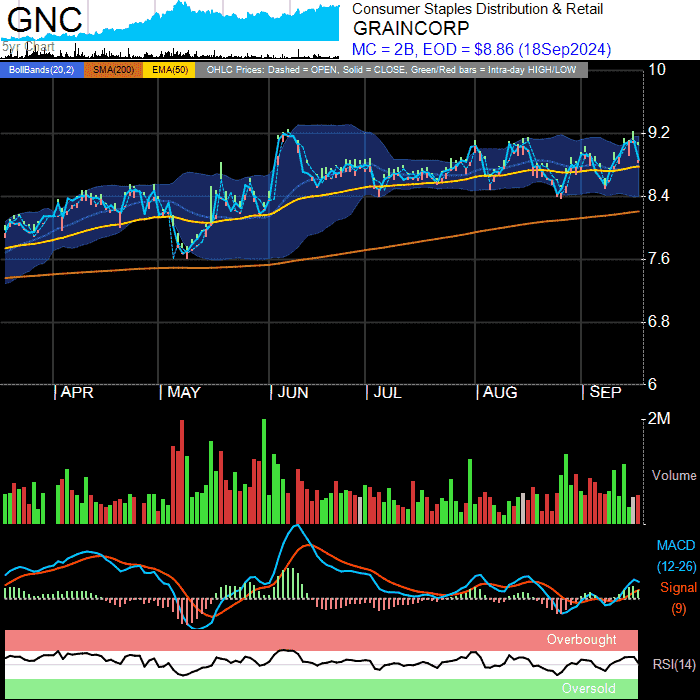 GNC
5yr Chart
Consumer Staples Distribution & Retail
GRAINCORP
MC = 2B, EOD = $8.86 (18Sep2024)
BollBands(20,2) SMA(200) EMA(50) OHLC Prices: Dashed = OPEN, Solid = CLOSE, Green/Red bars = Intra-day HIGH/LOW
10
9.2
8.4
7.6
6.8
6
APR MAY JUN JUL AUG SEP
2M
Volume
MACD
(12-26)
Signal
(9)
Overbought
RSI(14)
Oversold